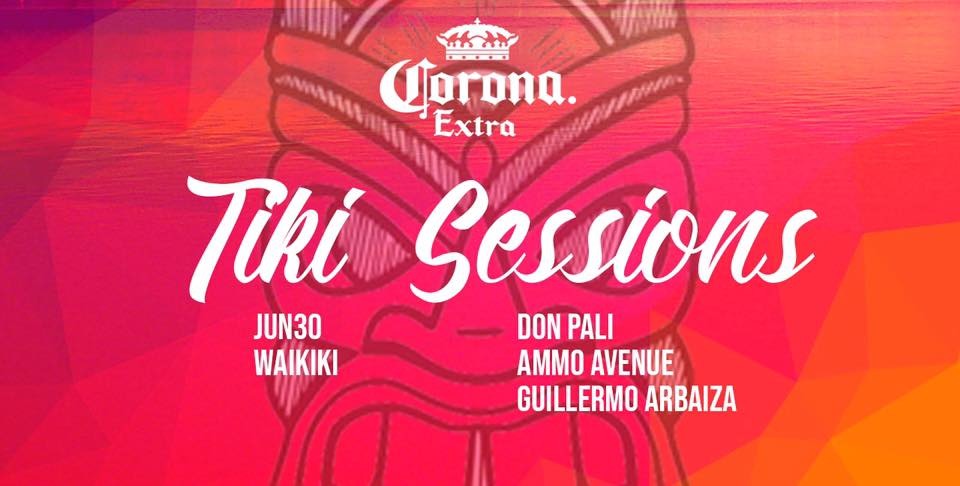 Corona.
Extra
Tiki Sessions
JUN30
WAIKIKI
DON PALI
AMMO AVENUE
GUILLERMO ARBAIZA